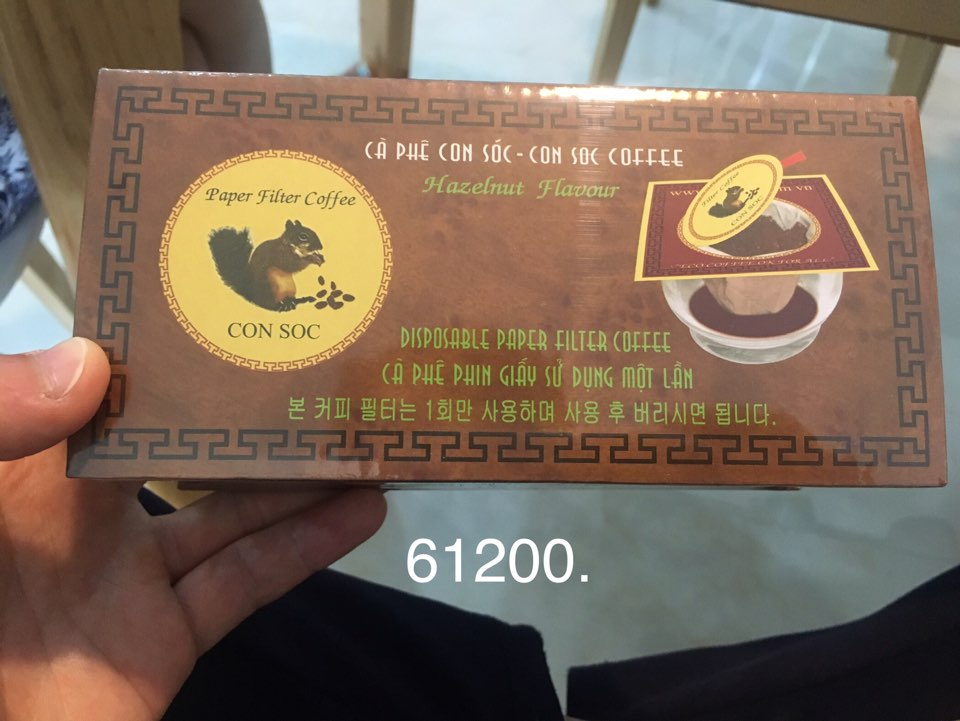 CÀ PHÊ CON SÓC - CON SOC COFFEE
Hazelnut Flavour
Paper Filter Coffee
CON SOC
Filter Coffee
CON SOC
DISPOSABLE PAPER FILTER COFFEE
CÀ PHÊ PHIN GIẤY SỬ DỤNG MỘT LẦN
본 커피 필터는 1회만 사용하며 사용 후 버리시면 됩니다.
61200.